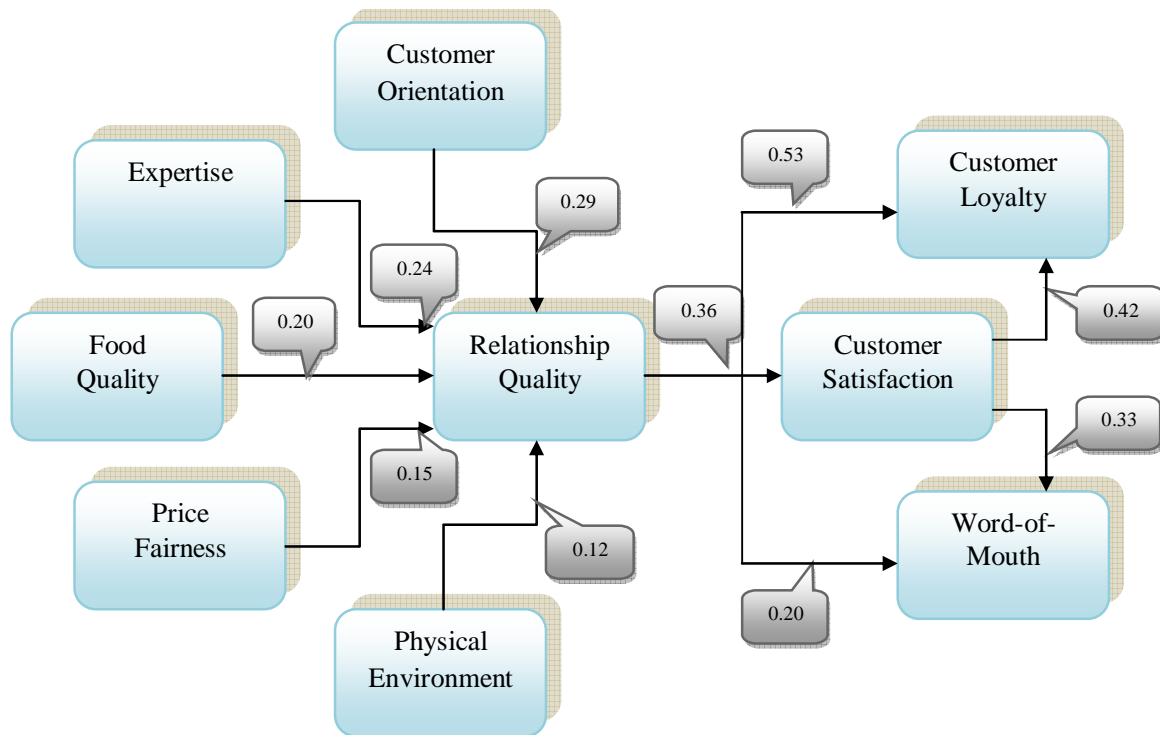 Customer
Orientation
Expertise
0.53
Customer
Loyalty
0.29
0.24
0.20
0.36
0.42
Food
Quality
Relationship
Quality
Customer
Satisfaction
0.33
0.15
Price
Fairness
0.12
Word-of-
Mouth
0.20
Physical
Environment